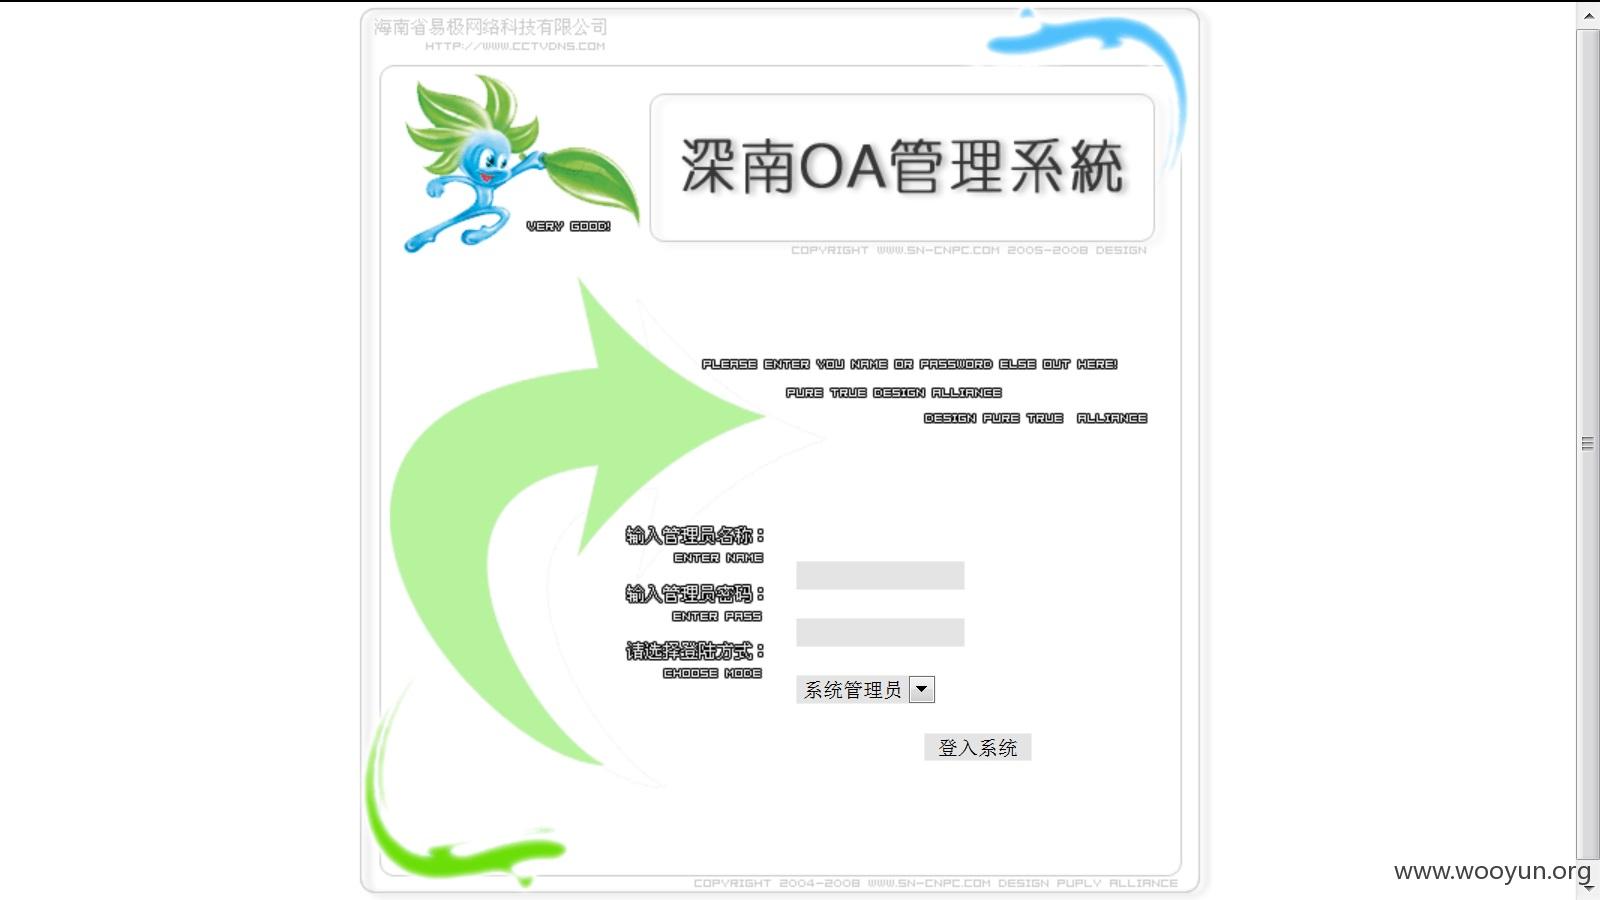 海南省易极网络科技有限公司
HTTP://WWW.CCTVDNS.COM
深南OA管理系統
VERY GOOD!
COPYRIGHT WWW.SN-CNPC.COM 2005-2008 DESIGN
PLEASE ENTER YOU NAME OR PASSWORD ELSE OUT HERE!
PURE TRUE DESIGN ALLIANCE
DESIGN PURE TRUE ALLIANCE
输入管理员名称：
ENTER NAME
输入管理员密码：
ENTER PASS
请选择登陆方式：
CHOOSE MODE
系统管理员
登入系统
www.wooyun.org
COPYRIGHT 2004-2008 WWW.SN-CNPC.COM DESIGN PUPLY ALLIANCE